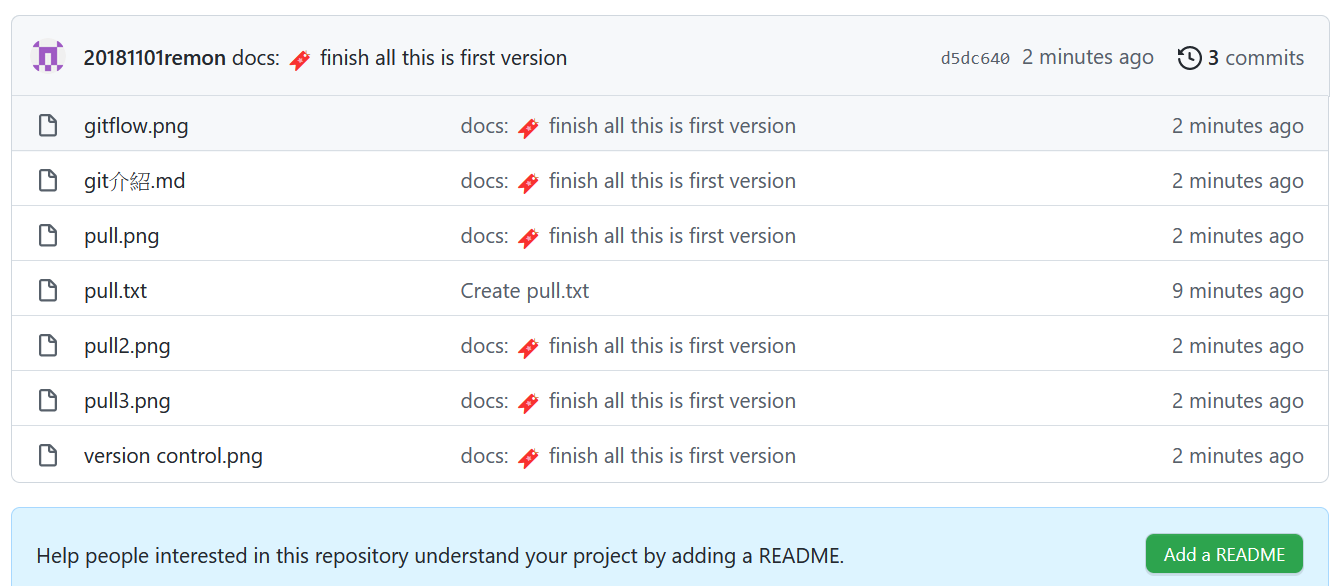 20181101remon docs: 🧨 finish all this is first version d5dc640 2 minutes ago 3 commits
gitflow.png docs: 🧨 finish all this is first version 2 minutes ago
git介紹.md docs: 🧨 finish all this is first version 2 minutes ago
pull.png docs: 🧨 finish all this is first version 2 minutes ago
pull.txt Create pull.txt 9 minutes ago
pull2.png docs: 🧨 finish all this is first version 2 minutes ago
pull3.png docs: 🧨 finish all this is first version 2 minutes ago
version control.png docs: 🧨 finish all this is first version 2 minutes ago
Help people interested in this repository understand your project by adding a README. Add a README